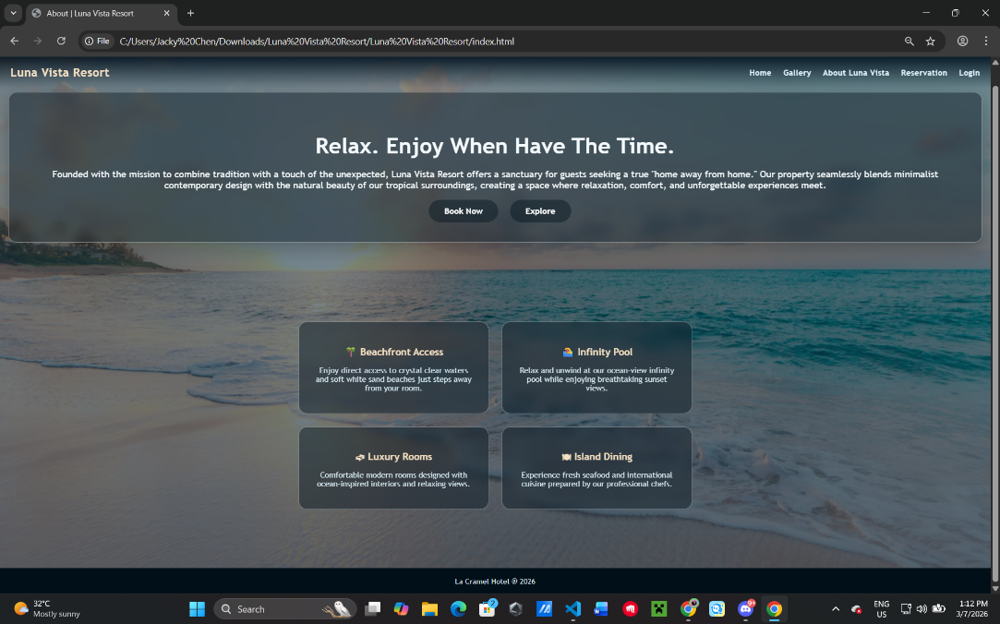 About | Luna Vista Resort
File
C:/Users/Jacky%20Chen/Downloads/Luna%20Vista%20Resort/Luna%20Vista%20Resort/index.html
Luna Vista Resort
Home Gallery About Luna Vista Reservation Login
Relax. Enjoy When Have The Time.
Founded with the mission to combine tradition with a touch of the unexpected, Luna Vista Resort offers a sanctuary for guests seeking a true "home away from home." Our property seamlessly blends minimalist
contemporary design with the natural beauty of our tropical surroundings, creating a space where relaxation, comfort, and unforgettable experiences meet.
Book Now Explore
Beachfront Access
Enjoy direct access to crystal clear waters
and soft white sand beaches just steps away
from your room.
Infinity Pool
Relax and unwind at our ocean-view infinity
pool while enjoying breathtaking sunset
views.
Luxury Rooms
Comfortable modern rooms designed with
ocean-inspired interiors and relaxing views.
Island Dining
Experience fresh seafood and international
cuisine prepared by our professional chefs.
La Cramel Hotel @ 2026
32°C
Mostly sunny
Search
2
9+
ENG
US
1:12 PM
3/7/2026